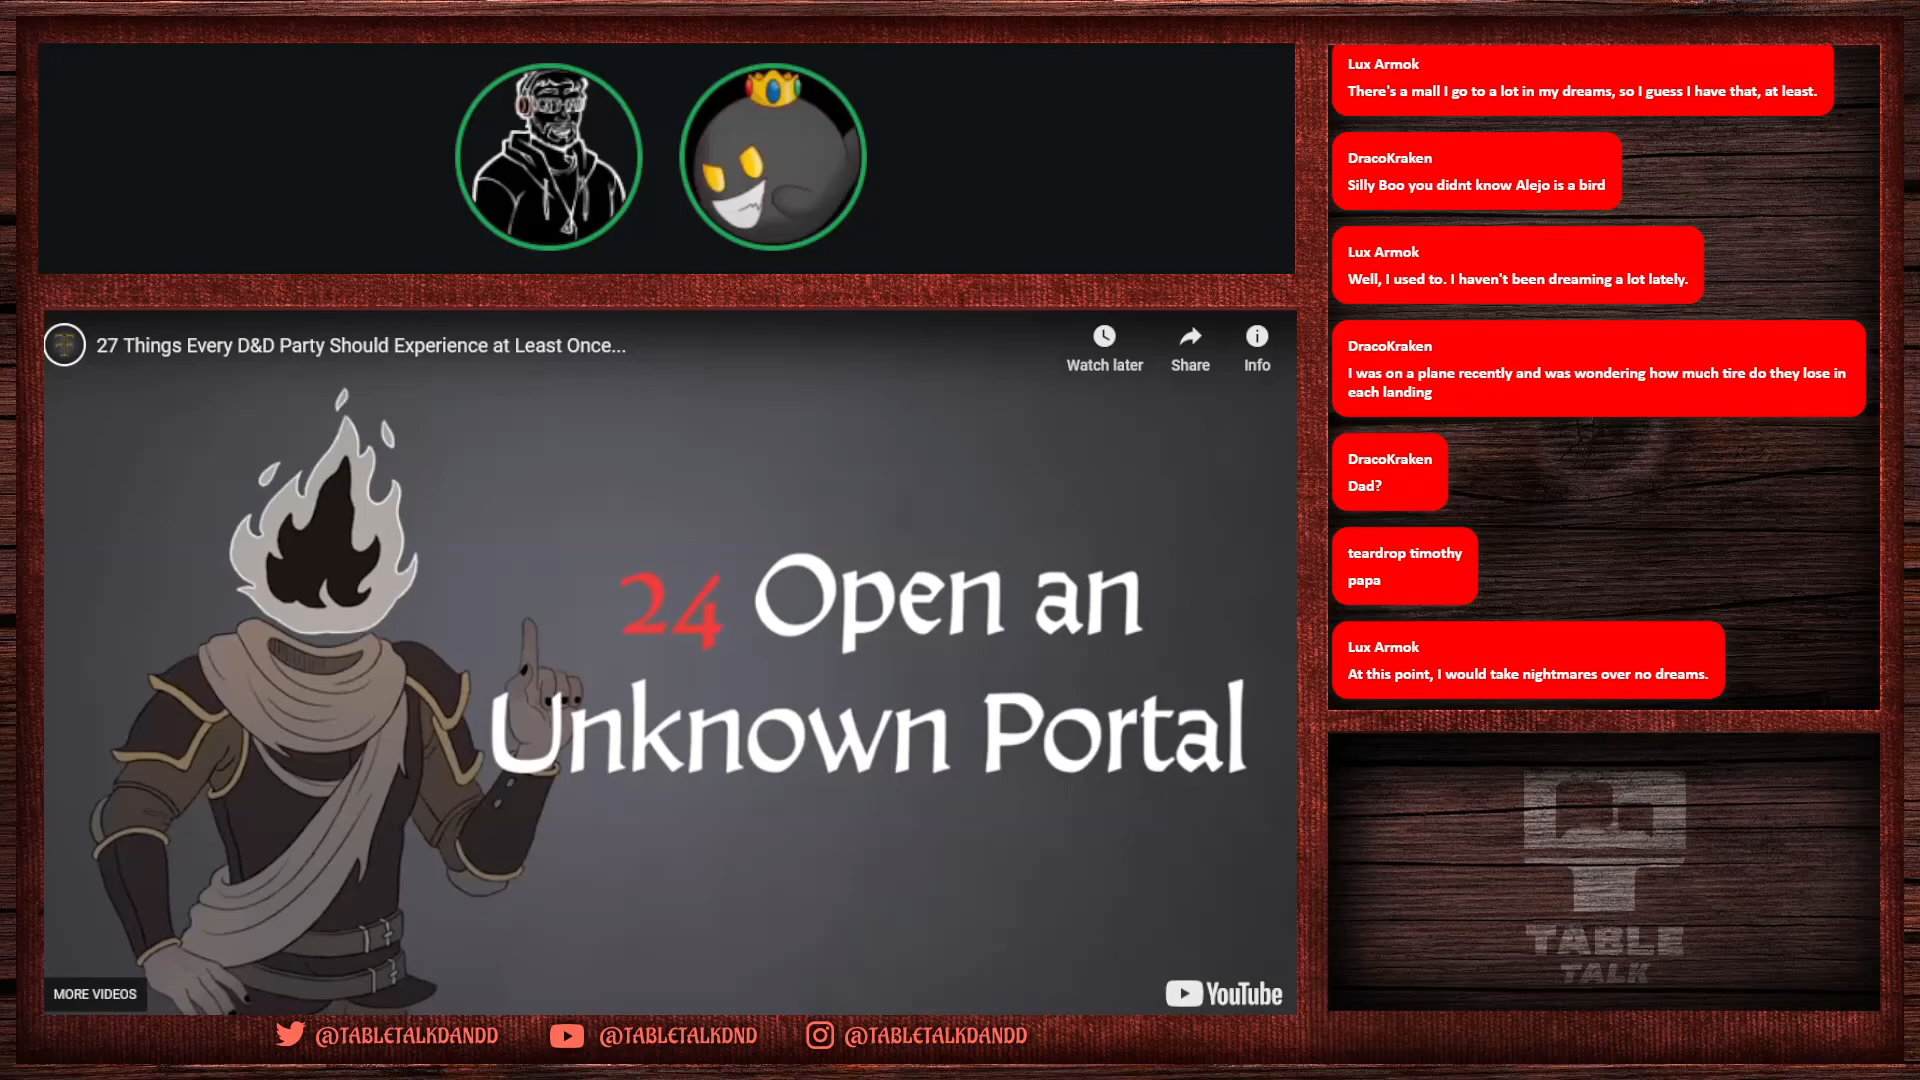 27 Things Every D&D Party Should Experience at Least Once...
Watch later
Share
Info
24 Open an
Unknown Portal
MORE VIDEOS
YouTube
@TABLETALKDANDD
@TABLETALKDND
@TABLETALKDANDD
Lux Armok
There's a mall I go to a lot in my dreams, so I guess I have that, at least.
DracoKraken
Silly Boo you didnt know Alejo is a bird
Lux Armok
Well, I used to. I haven't been dreaming a lot lately.
DracoKraken
I was on a plane recently and was wondering how much tire do they lose in
each landing
DracoKraken
Dad?
teardrop timothy
papa
Lux Armok
At this point, I would take nightmares over no dreams.
TABLE
TALK